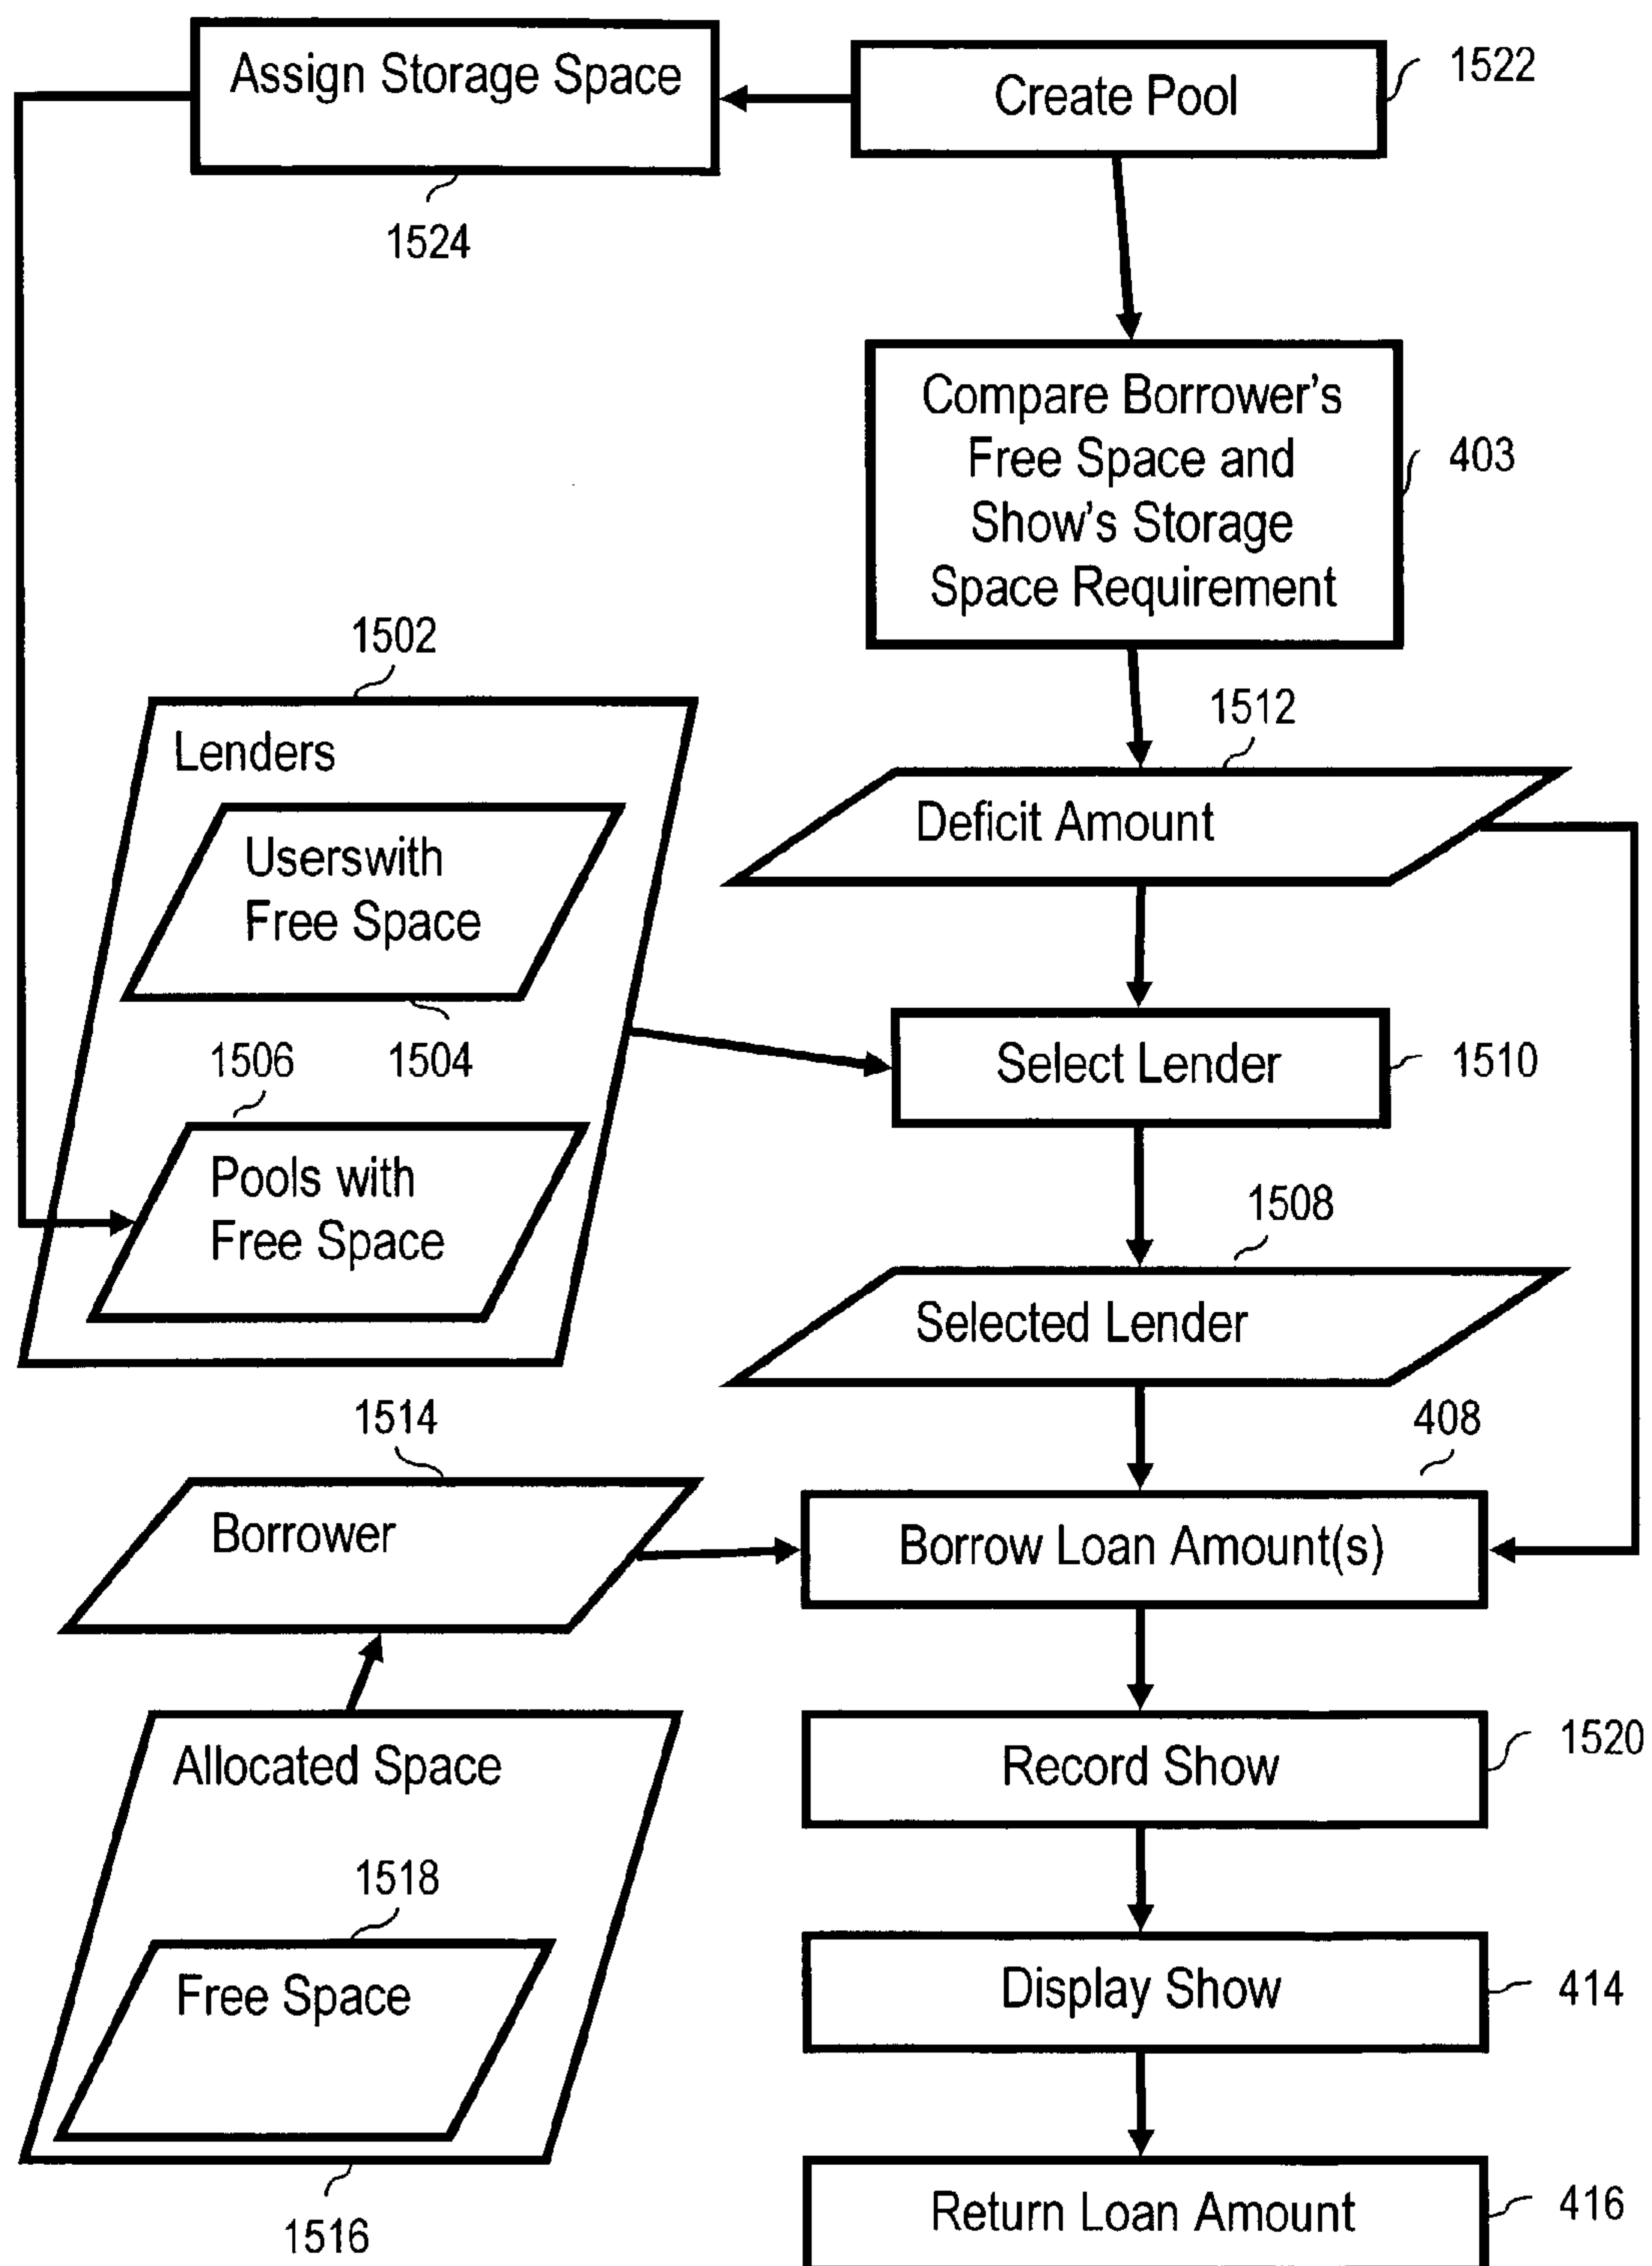 Assign Storage Space
Create Pool
1522
1524
Compare Borrower's
Free Space and
Show's Storage
Space Requirement
403
1502
Lenders
1512
Deficit Amount
Userswith
Free Space
1504
1506
Select Lender
1510
Pools with
Free Space
1508
Selected Lender
1514
408
Borrower
Borrow Loan Amount(s)
Allocated Space
Record Show
1520
1518
Free Space
Display Show
414
1516
Return Loan Amount
416